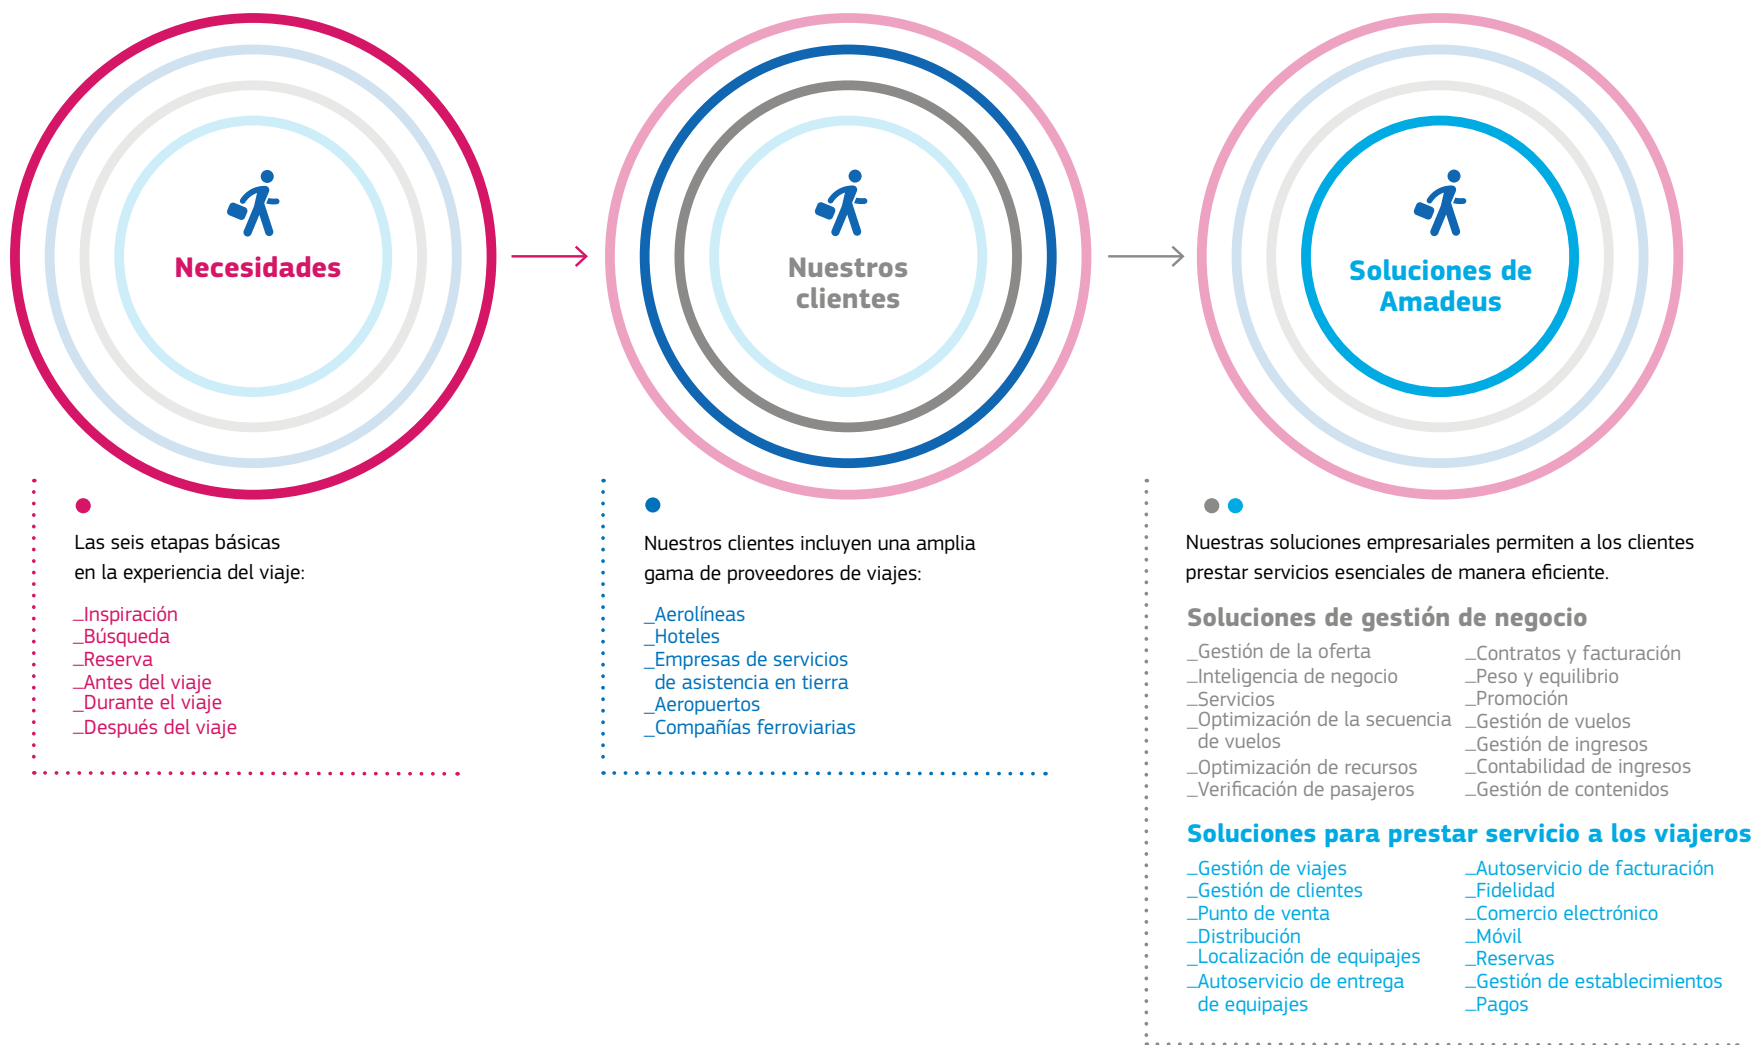 Necesidades
Las seis etapas básicas
en la experiencia del viaje:
_Inspiración
_Búsqueda
_Reserva
_Antes del viaje
_Durante el viaje
_Después del viaje
Nuestros
clientes
Nuestros clientes incluyen una amplia
gama de proveedores de viajes:
_Aerolíneas
_Hoteles
_Empresas de servicios
de asistencia en tierra
_Aeropuertos
_Compañías ferroviarias
Soluciones de
Amadeus
Nuestras soluciones empresariales permiten a los clientes
prestar servicios esenciales de manera eficiente.
Soluciones de gestión de negocio
_Gestión de la oferta
_Inteligencia de negocio
_Servicios
_Optimización de la secuencia
de vuelos
_Optimización de recursos
_Verificación de pasajeros
_Contratos y facturación
_Peso y equilibrio
_Promoción
_Gestión de vuelos
_Gestión de ingresos
_Contabilidad de ingresos
_Gestión de contenidos
Soluciones para prestar servicio a los viajeros
_Gestión de viajes
_Gestión de clientes
_Punto de venta
_Distribución
_Localización de equipajes
_Autoservicio de entrega
de equipajes
_Autoservicio de facturación
_Fidelidad
_Comercio electrónico
_Móvil
_Reservas
_Gestión de establecimientos
_Pagos